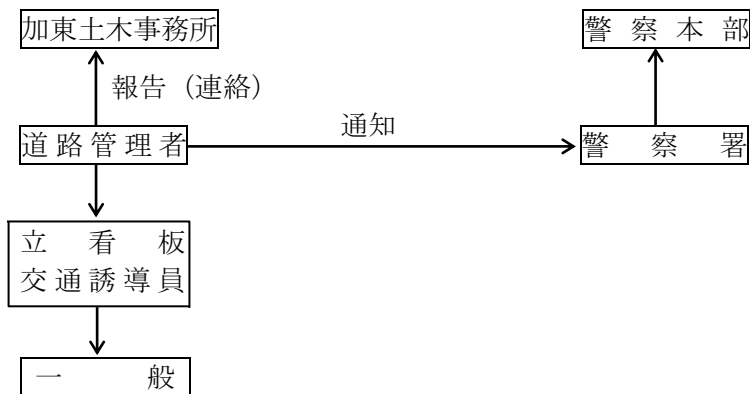 加東土木事務所
警察本部
報告（連絡）
通知
道路管理者
警察署
立看板
交通誘導員
一般